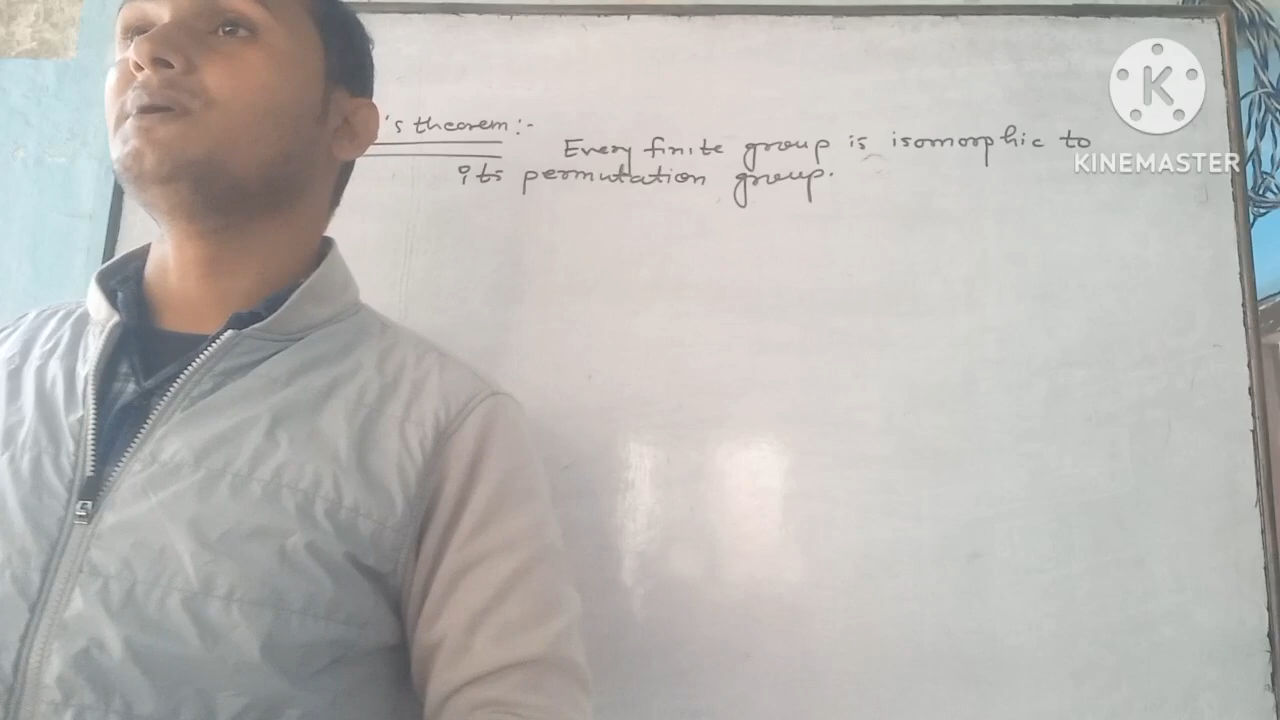 's theorem:-
Every finite group is isomorphic to
its permutation group.
K
KINEMASTER